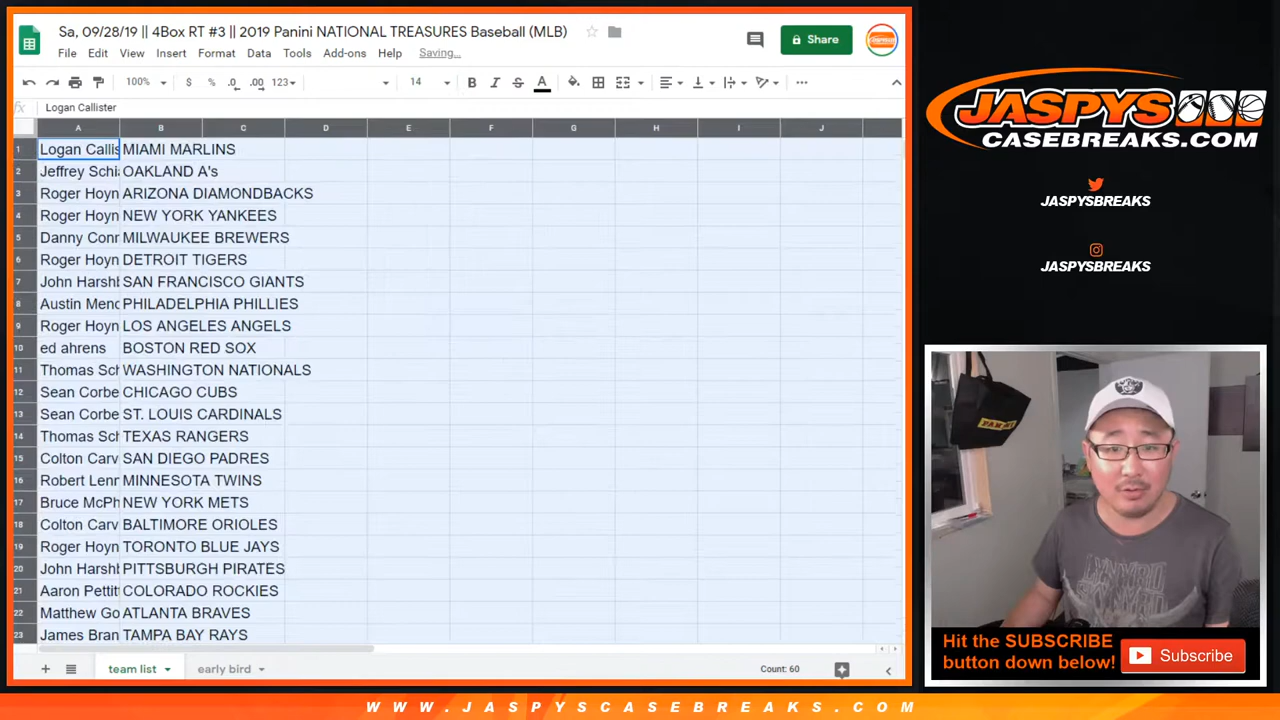 Sa, 09/28/19 || 4Box RT #3 || 2019 Panini NATIONAL TREASURES Baseball (MLB)
File Edit View Insert Format Data Tools Add-ons Help Saving...
Share
100% $ % .0 .00 123 14 B I S A
fx Logan Callister
A B C D E F G H I J
1 Logan Callis MIAMI MARLINS
2 Jeffrey Schi OAKLAND A's
3 Roger Hoyn ARIZONA DIAMONDBACKS
4 Roger Hoyn NEW YORK YANKEES
5 Danny Conr MILWAUKEE BREWERS
6 Roger Hoyn DETROIT TIGERS
7 John Harsht SAN FRANCISCO GIANTS
8 Austin Menc PHILADELPHIA PHILLIES
9 Roger Hoyn LOS ANGELES ANGELS
10 ed ahrens BOSTON RED SOX
11 Thomas Sch WASHINGTON NATIONALS
12 Sean Corbe CHICAGO CUBS
13 Sean Corbe ST. LOUIS CARDINALS
14 Thomas Sch TEXAS RANGERS
15 Colton Carv SAN DIEGO PADRES
16 Robert Lenn MINNESOTA TWINS
17 Bruce McPh NEW YORK METS
18 Colton Carv BALTIMORE ORIOLES
19 Roger Hoyn TORONTO BLUE JAYS
20 John Harsht PITTSBURGH PIRATES
21 Aaron Pettitt COLORADO ROCKIES
22 Matthew Go ATLANTA BRAVES
23 James Bran TAMPA BAY RAYS
team list early bird Count: 60
JASPYS
CASEBREAKS.COM
JASPYSBREAKS
JASPYSBREAKS
Hit the SUBSCRIBE
button down below!
Subscribe
WWW.JASPYSCASEBREAKS.COM